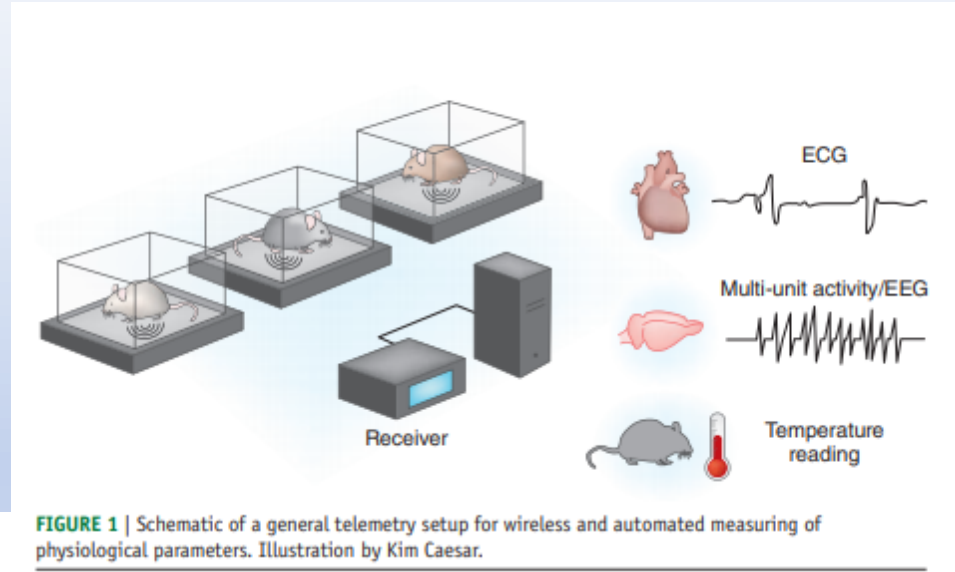 ECG
Multi-unit activity/EEG
Receiver
Temperature
reading
FIGURE 1 | Schematic of a general telemetry setup for wireless and automated measuring of
physiological parameters. Illustration by Kim Caesar.